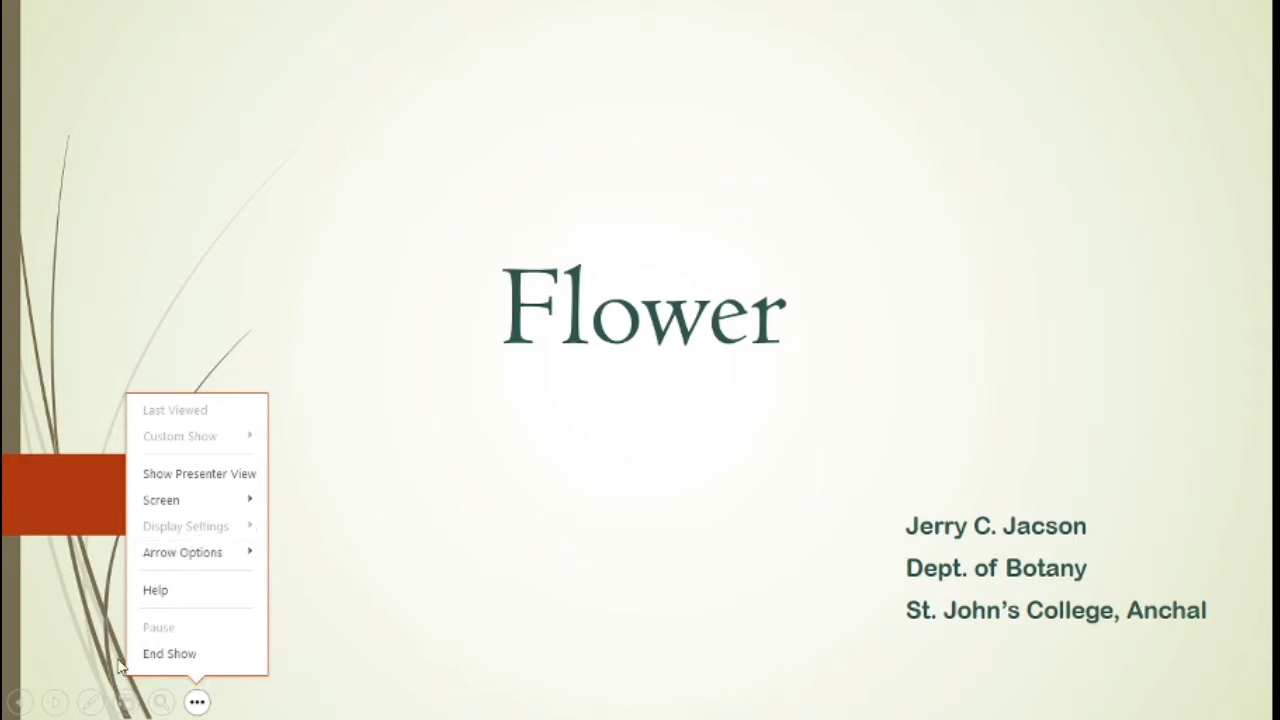 Flower
Last Viewed
Custom Show
Show Presenter View
Screen
Display Settings
Arrow Options
Help
Pause
End Show
Jerry C. Jacson
Dept. of Botany
St. John's College, Anchal